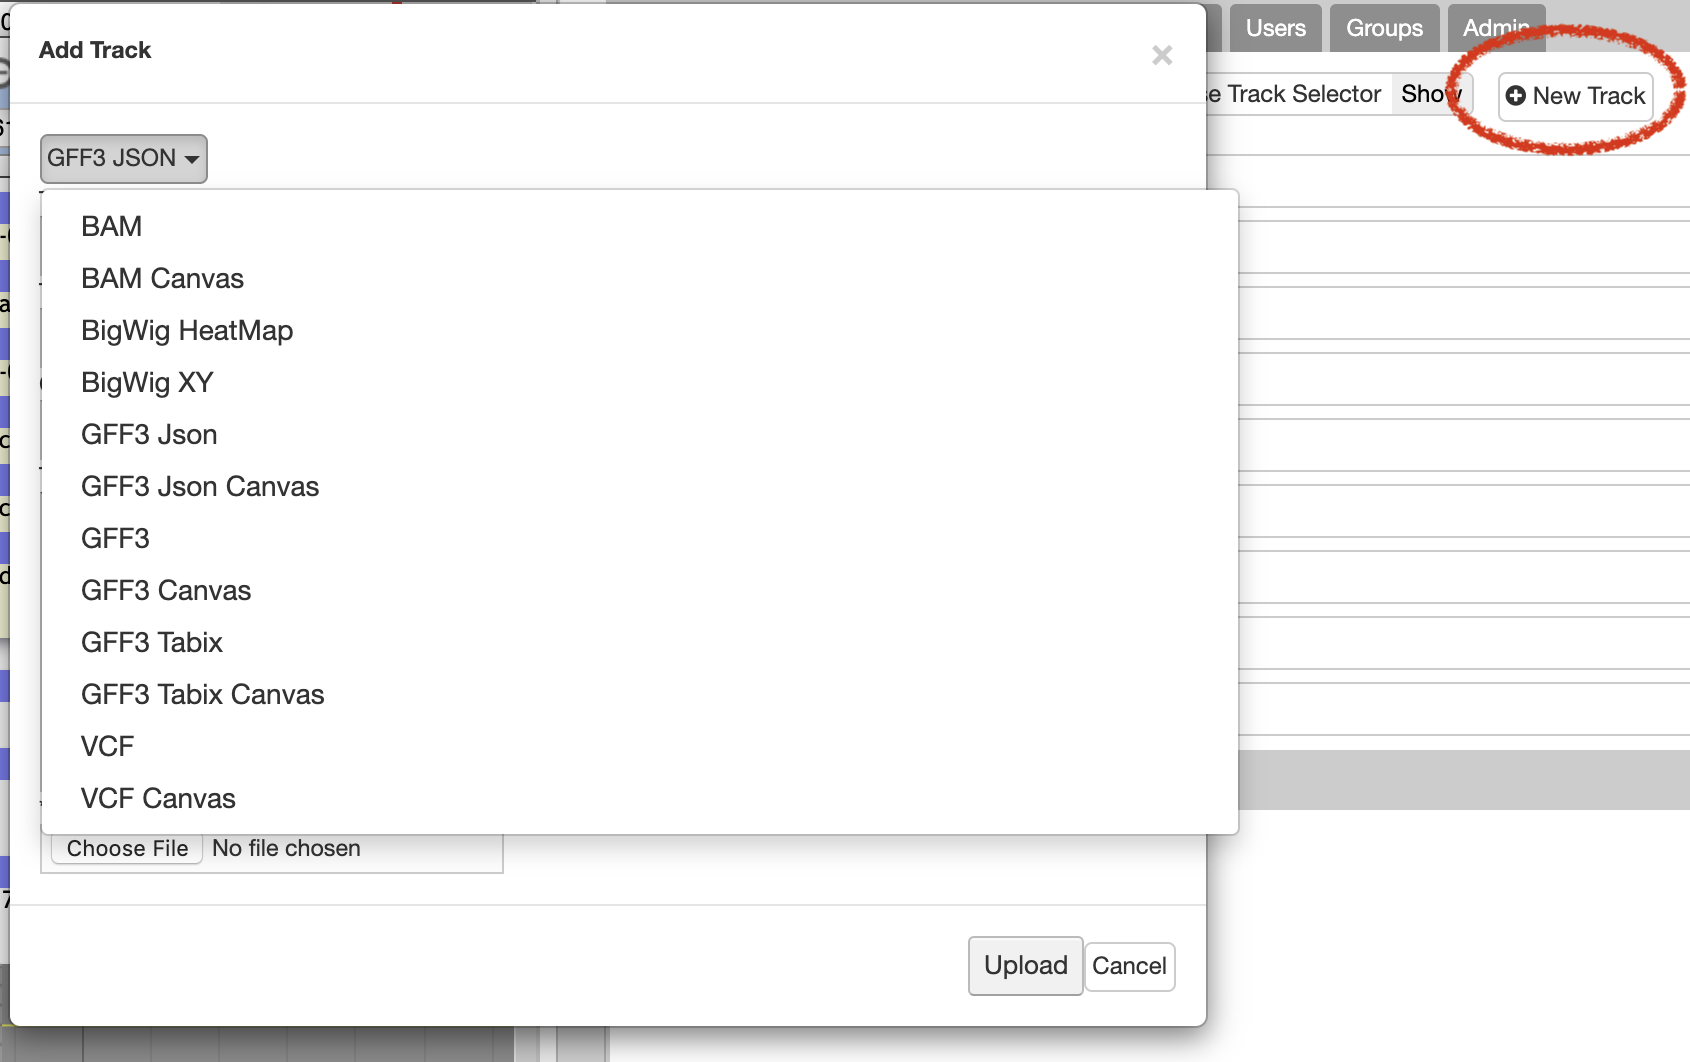 Add Track
×
Users
Groups
Admin
Track Selector
Show
New Track
GFF3 JSON
BAM
BAM Canvas
BigWig HeatMap
BigWig XY
GFF3 Json
GFF3 Json Canvas
GFF3
GFF3 Canvas
GFF3 Tabix
GFF3 Tabix Canvas
VCF
VCF Canvas
Choose File No file chosen
Upload
Cancel